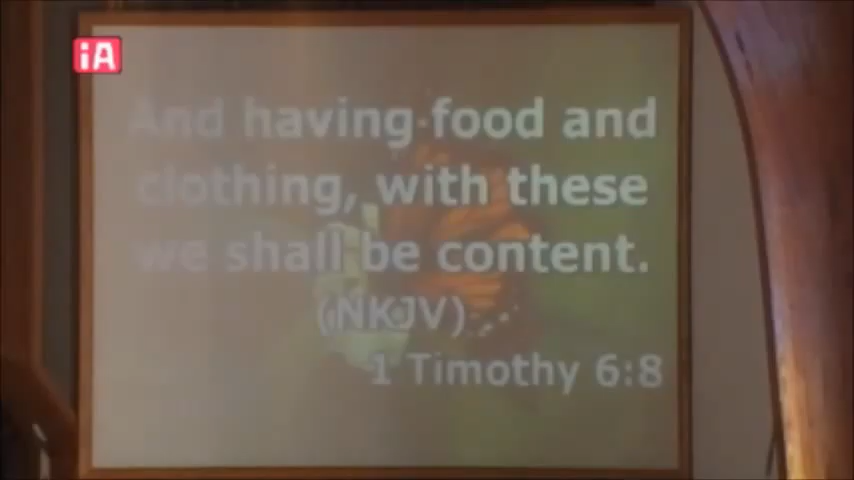 iA
And having food and
clothing, with these
we shall be content.
(NKJV)
1 Timothy 6:8